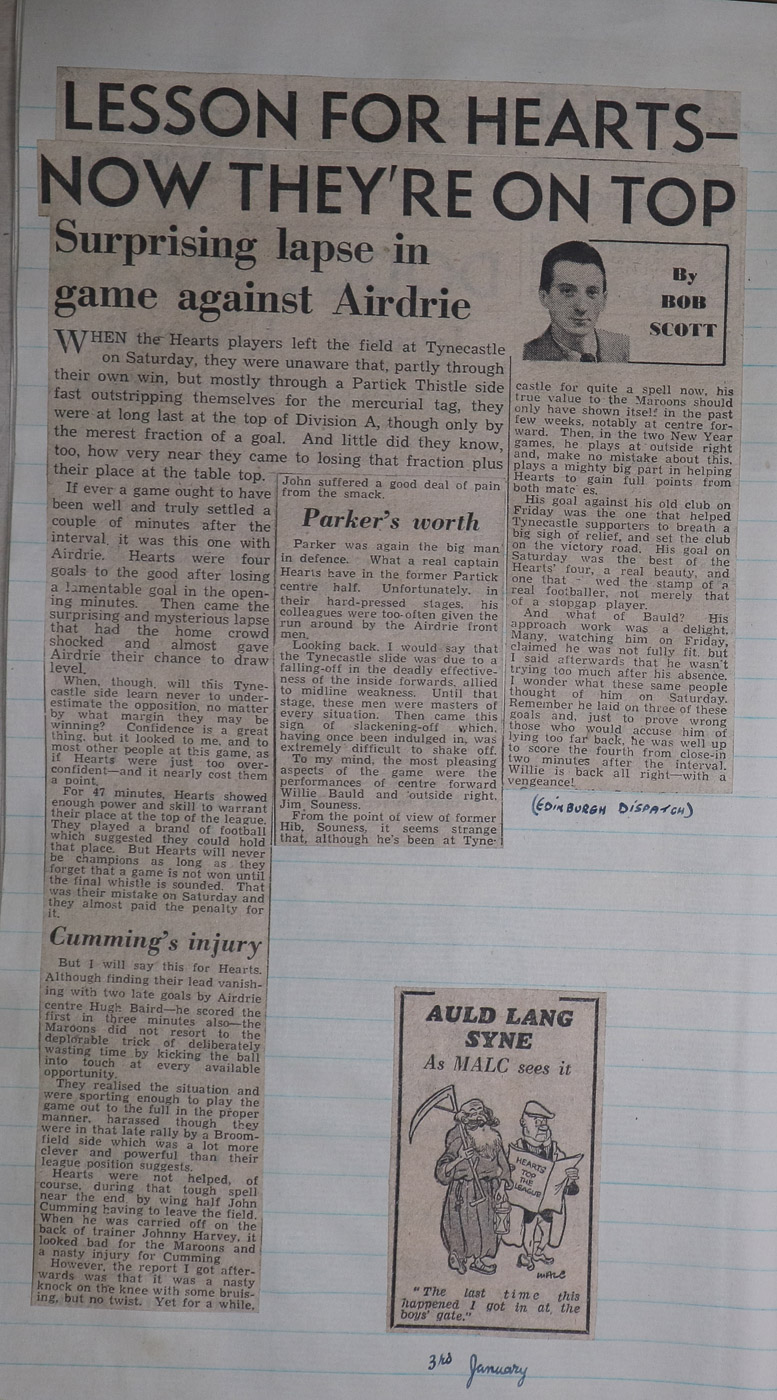 LESSON FOR HEARTS—
NOW THEY'RE ON TOP
Surprising lapse in
game against Airdrie
By
BOB
SCOTT
WHEN the Hearts players left the field at Tynecastle
on Saturday, they were unaware that, partly through
their own win, but mostly through a Partick Thistle side
fast outstripping themselves for the mercurial tag, they
were at long last at the top of Division A, though only by
the merest fraction of a goal. And little did they know,
too, how very near they came to losing that fraction plus
their place at the table top.
If ever a game ought to have
been well and truly settled a
couple of minutes after the
interval, it was this one with
Airdrie. Hearts were four
goals to the good after losing
a lamentable goal in the open-
ing minutes. Then came the
surprising and mysterious lapse
that had the home crowd
shocked and almost gave
Airdrie their chance to draw
level.
When, though, will this Tyne-
castle side learn never to under-
estimate the opposition, no matter
by what margin they may be
winning? Confidence is a great
thing, but it looked to me, and to
most other people at this game, as
if Hearts were just too over-
confident—and it nearly cost them
a point.
For 47 minutes, Hearts showed
enough power and skill to warrant
their place at the top of the league.
They played a brand of football
which suggested they could hold
that place. But Hearts will never
be champions as long as they
forget that a game is not won until
the final whistle is sounded. That
was their mistake on Saturday and
they almost paid the penalty for
it.
Cumming's injury
But I will say this for Hearts.
Although finding their lead vanish-
ing with two late goals by Airdrie
centre Hugh Baird—he scored the
first in three minutes also—the
Maroons did not resort to the
deplorable trick of deliberately
wasting time by kicking the ball
into touch at every available
opportunity.
They realised the situation and
were sporting enough to play the
game out to the full in the proper
manner, harassed though they
were in that late rally by a Broom-
field side which was a lot more
clever and powerful than their
league position suggests.
Hearts were not helped, of
course, during that tough spell
near the end by wing half John
Cumming having to leave the field.
When he was carried off on the
back of trainer Johnny Harvey, it
looked bad for the Maroons and
a nasty injury for Cumming
However, the report I got after-
wards was that it was a nasty
knock on the knee with some bruis-
ing, but no twist. Yet for a while,
John suffered a good deal of pain
from the smack.
Parker's worth
Parker was again the big man
in defence. What a real captain
Hearts have in the former Partick
centre half. Unfortunately, in
their hard-pressed stages, his
colleagues were too often given the
run around by the Airdrie front
men.
Looking back, I would say that
the Tynecastle slide was due to a
falling-off in the deadly effective-
ness of the inside forwards, allied
to midline weakness. Until that
stage, these men were masters of
every situation. Then came this
sign of slackening-off which,
having once been indulged in, was
extremely difficult to shake off.
To my mind, the most pleasing
aspects of the game were the
performances of centre forward
Willie Bauld and outside right,
Jim Souness.
From the point of view of former
Hib, Souness, it seems strange
that, although he's been at Tyne-
castle for quite a spell now, his
true value to the Maroons should
only have shown itself in the past
few weeks, notably at centre for-
ward. Then, in the two New Year
games, he plays at outside right
and, make no mistake about this,
plays a mighty big part in helping
Hearts to gain full points from
both matc es.
His goal against his old club on
Friday was the one that helped
Tynecastle supporters to breath a
big sigh of relief, and set the club
on the victory road. His goal on
Saturday was the best of the
Hearts' four, a real beauty, and
one that wed the stamp of a
real footballer, not merely that
of a stopgap player.
And what of Bauld? His
approach work was a delight.
Many, watching him on Friday,
claimed he was not fully fit, but
I said afterwards that he wasn't
trying too much after his absence.
I wonder what these same people
thought of him on Saturday.
Remember he laid on three of these
goals and, just to prove wrong
those who would accuse him of
lying too far back, he was well up
to score the fourth from close-in
two minutes after the interval.
Willie is back all right—with a
vengeance!
(EDINBURGH DISPATCH)
AULD LANG
SYNE
As MALC sees it
HEARTS
TOP
THE
LEAGUE
MALC
"The last time this
happened I got in at the
boys' gate."
3rd January